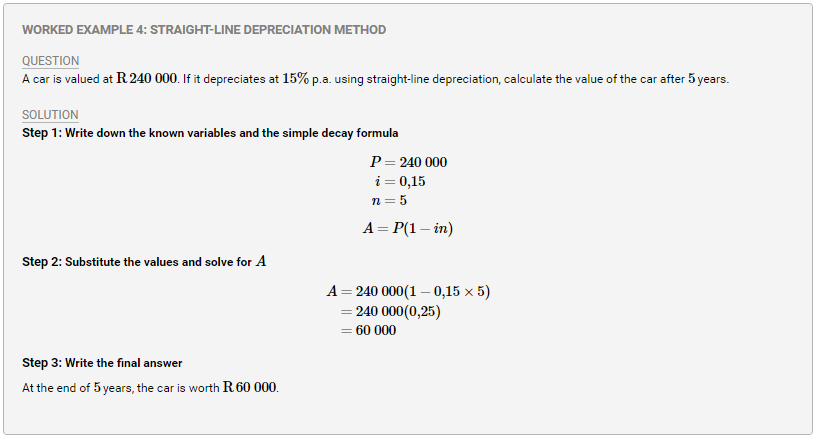 WORKED EXAMPLE 4: STRAIGHT-LINE DEPRECIATION METHOD
QUESTION
A car is valued at R 240 000. If it depreciates at 15% p.a. using straight-line depreciation, calculate the value of the car after 5 years.
SOLUTION
Step 1: Write down the known variables and the simple decay formula
P = 240 000
i = 0,15
n = 5
A = P(1 − in)
Step 2: Substitute the values and solve for A
A = 240 000(1 − 0,15 × 5)
= 240 000(0,25)
= 60 000
Step 3: Write the final answer
At the end of 5 years, the car is worth R 60 000.